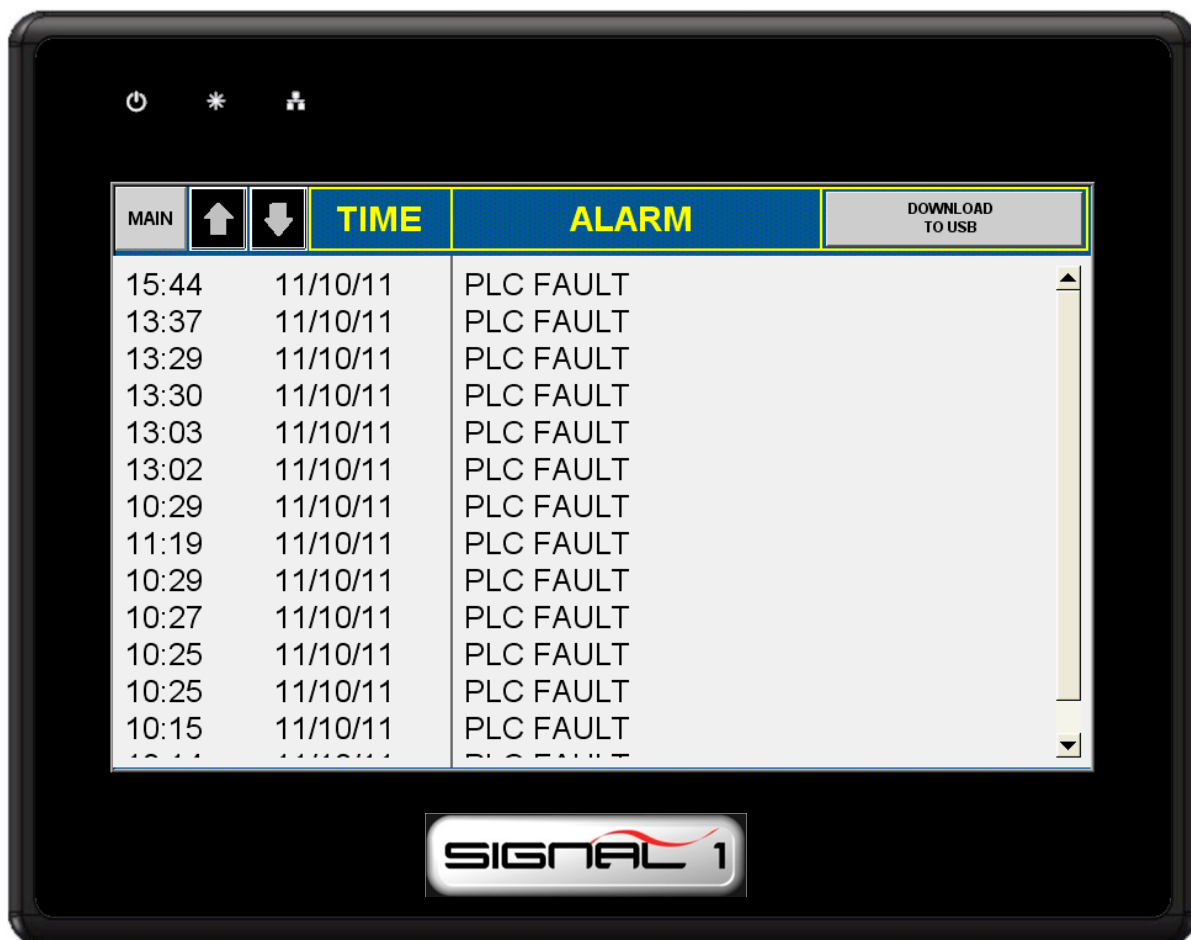 MAIN
TIME
ALARM
DOWNLOAD
TO USB
15:44 11/10/11 PLC FAULT
13:37 11/10/11 PLC FAULT
13:29 11/10/11 PLC FAULT
13:30 11/10/11 PLC FAULT
13:03 11/10/11 PLC FAULT
13:02 11/10/11 PLC FAULT
10:29 11/10/11 PLC FAULT
11:19 11/10/11 PLC FAULT
10:29 11/10/11 PLC FAULT
10:27 11/10/11 PLC FAULT
10:25 11/10/11 PLC FAULT
10:25 11/10/11 PLC FAULT
10:15 11/10/11 PLC FAULT
SIGNAL 1